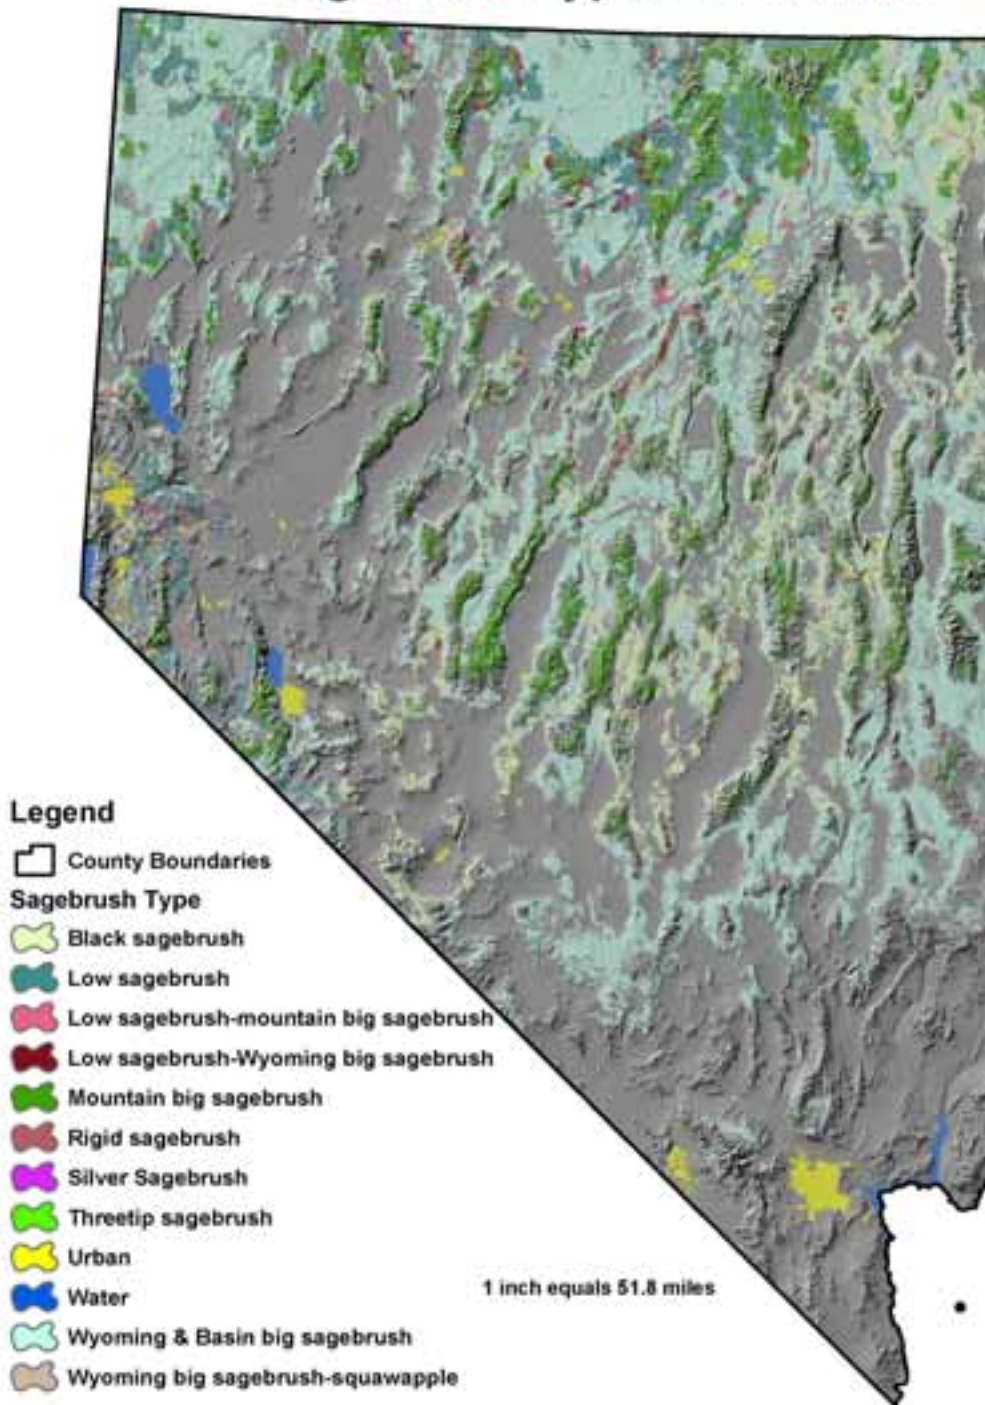 Legend
County Boundaries
Sagebrush Type
Black sagebrush
Low sagebrush
Low sagebrush-mountain big sagebrush
Low sagebrush-Wyoming big sagebrush
Mountain big sagebrush
Rigid sagebrush
Silver Sagebrush
Threetip sagebrush
Urban
Water
Wyoming & Basin big sagebrush
Wyoming big sagebrush-squawapple
1 inch equals 51.8 miles